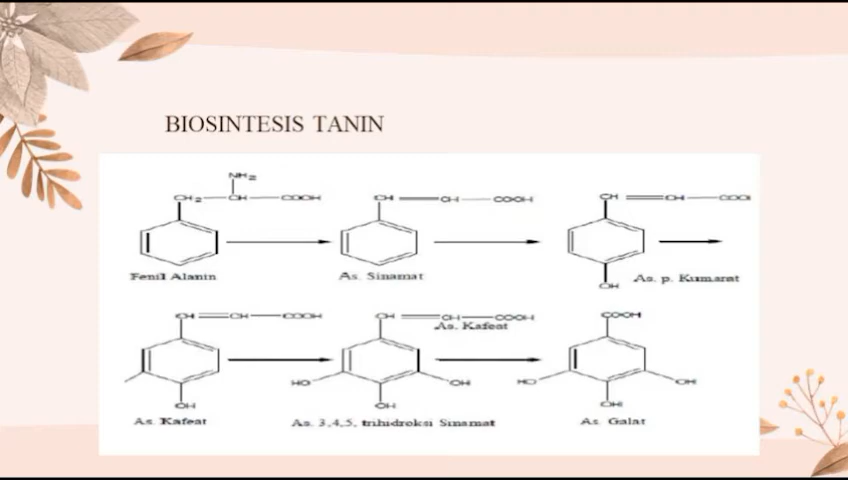 BIOSINTESIS TANIN
NH2
CH2 CH COOH
CH CH COOH
CH CH COO
Fenil Alanin
As. Sinamat
OH
As. p. Kumarat
CH CH COOH
CH CH COOH
As. Kafeat
COOH
HO OH
HO OH
OH
OH
OH
As. Kafeat
As. 3,4,5, trihidroksi Sinamat
As. Galat